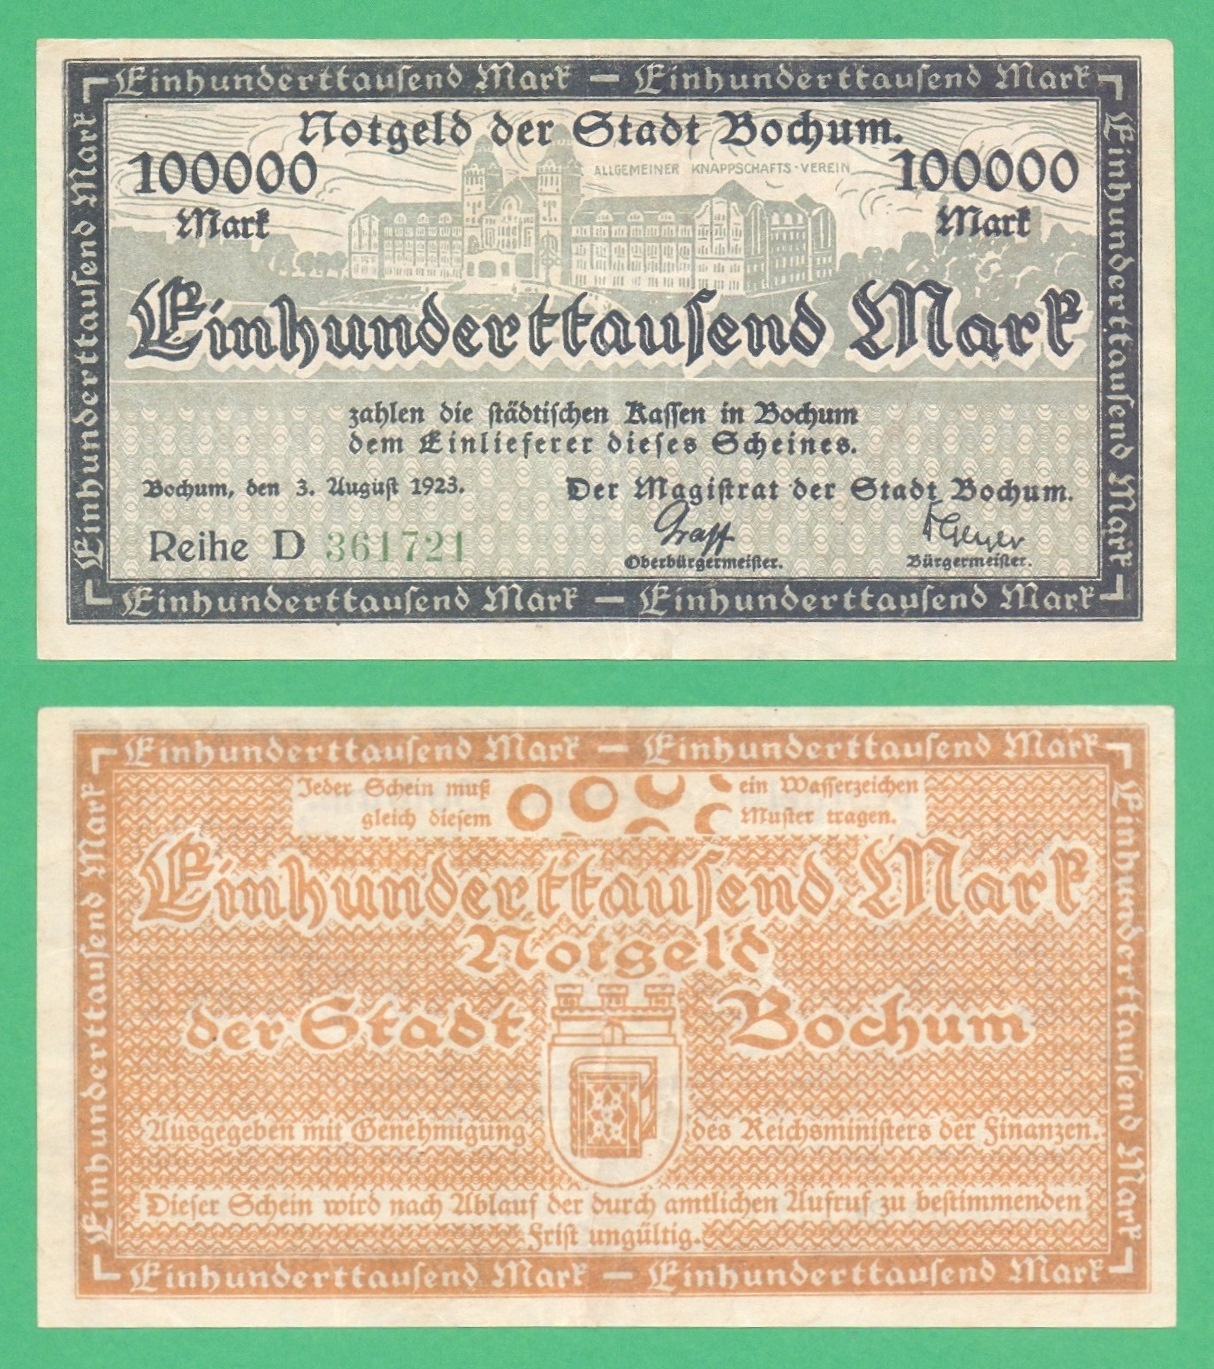 Einhunderttausend Mark — Einhunderttausend Mark
Einhunderttausend Mark
Einhunderttausend Mark
Notgeld der Stadt Bochum.
ALLGEMEINER KNAPPSCHAFTS-VEREIN
100000 100000
Mark Mark
Einhunderttausend Mark
zahlen die städtischen Kassen in Bochum
dem Einlieferer dieses Scheines.
Bochum, den 3. August 1923. Der Magistrat der Stadt Bochum.
Graff
Geyer
Reihe D 361721
Oberbürgermeister. Bürgermeister.
Einhunderttausend Mark — Einhunderttausend Mark
Einhunderttausend Mark — Einhunderttausend Mark
Einhunderttausend Mark
Einhunderttausend Mark
Jeder Schein muß ein Wasserzeichen
gleich diesem Muster tragen.
Einhunderttausend Mark
Notgeld
der Stadt Bochum
Ausgegeben mit Genehmigung des Reichsministers der Finanzen.
Dieser Schein wird nach Ablauf der durch amtlichen Aufruf zu bestimmenden
Frist ungültig.
Einhunderttausend Mark — Einhunderttausend Mark